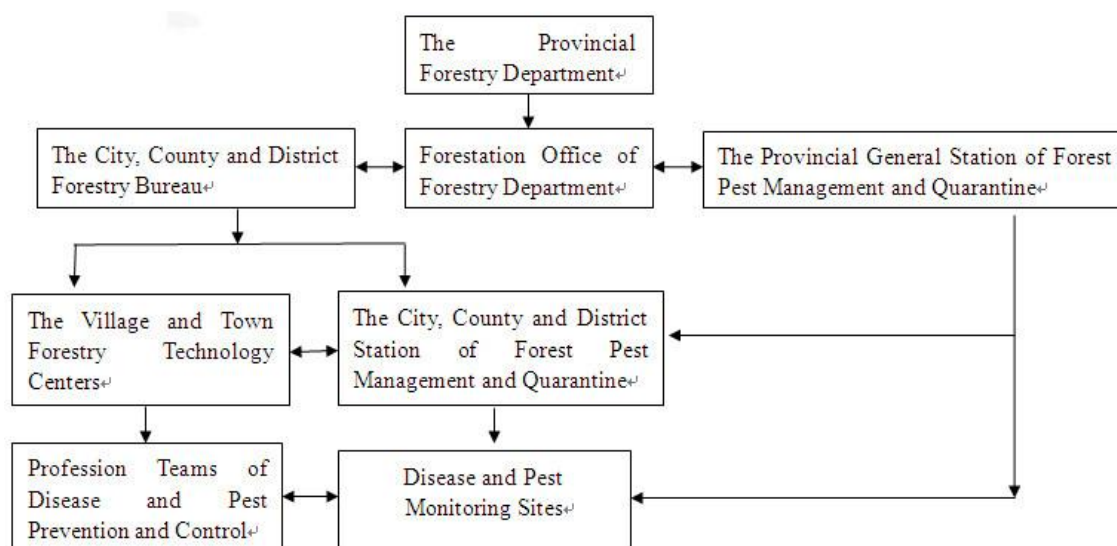 The Provincial
Forestry Department↵
The City, County and District
Forestry Bureau↵
Forestation Office of
Forestry Department↵
The Provincial General Station of Forest
Pest Management and Quarantine↵
The Village and Town
Forestry Technology
Centers↵
The City, County and District
Station of Forest Pest
Management and Quarantine↵
Profession Teams of
Disease and Pest
Prevention and Control↵
Disease and Pest
Monitoring Sites↵